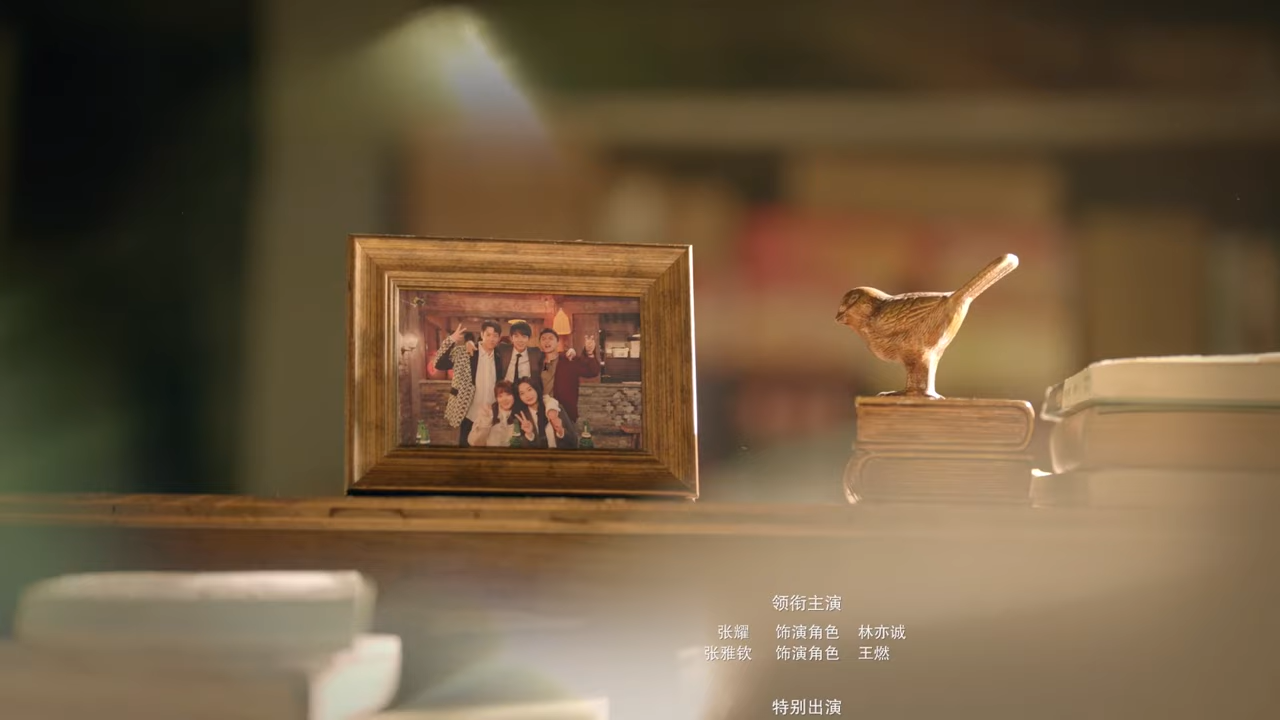 领衔主演
张耀 饰演角色 林亦诚
张雅钦 饰演角色 王燃
特别出演